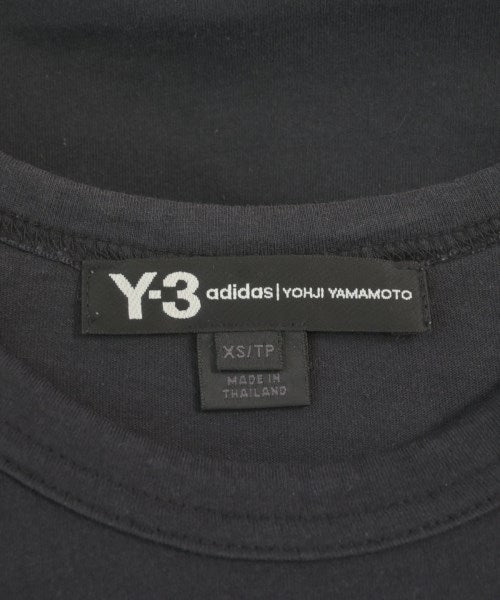 Y-3 adidas | YOHJI YAMAMOTO
XS/TP
MADE IN
THAILAND